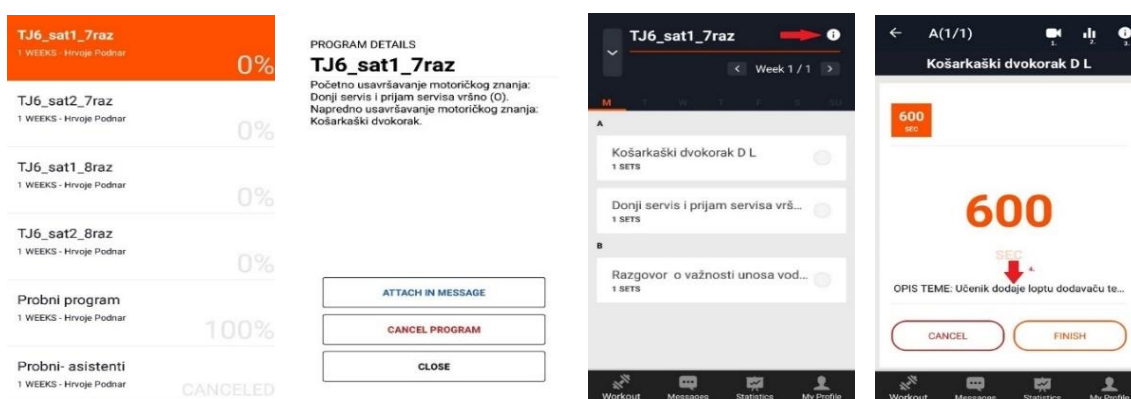 TJ6_sat1_7raz
1 WEEKS - Hrvoje Podnar
0%
TJ6_sat2_7raz
1 WEEKS - Hrvoje Podnar
0%
TJ6_sat1_8raz
1 WEEKS - Hrvoje Podnar
0%
TJ6_sat2_8raz
1 WEEKS - Hrvoje Podnar
0%
Probni program
1 WEEKS - Hrvoje Podnar
100%
Probni- asistenti
1 WEEKS - Hrvoje Podnar
CANCELED
PROGRAM DETAILS
TJ6_sat1_7raz
Početno usavršavanje motoričkog znanja:
Donji servis i prijam servisa vršno (O).
Napredno usavršavanje motoričkog znanja:
Košarkaški dvokorak.
ATTACH IN MESSAGE
CANCEL PROGRAM
CLOSE
TJ6_sat1_7raz
< Week 1 / 1 >
M T W T F S SU
A
Košarkaški dvokorak D L
1 SETS
Donji servis i prijam servisa vrš...
1 SETS
B
Razgovor o važnosti unosa vod...
1 SETS
Workout Messages Statistics My Profile
A(1/1)
1. 2. 3.
Košarkaški dvokorak D L
600
SEC
600
SEC
4.
OPIS TEME: Učenik dodaje loptu dodavaču te...
CANCEL FINISH
Workout Messages Statistics My Profile